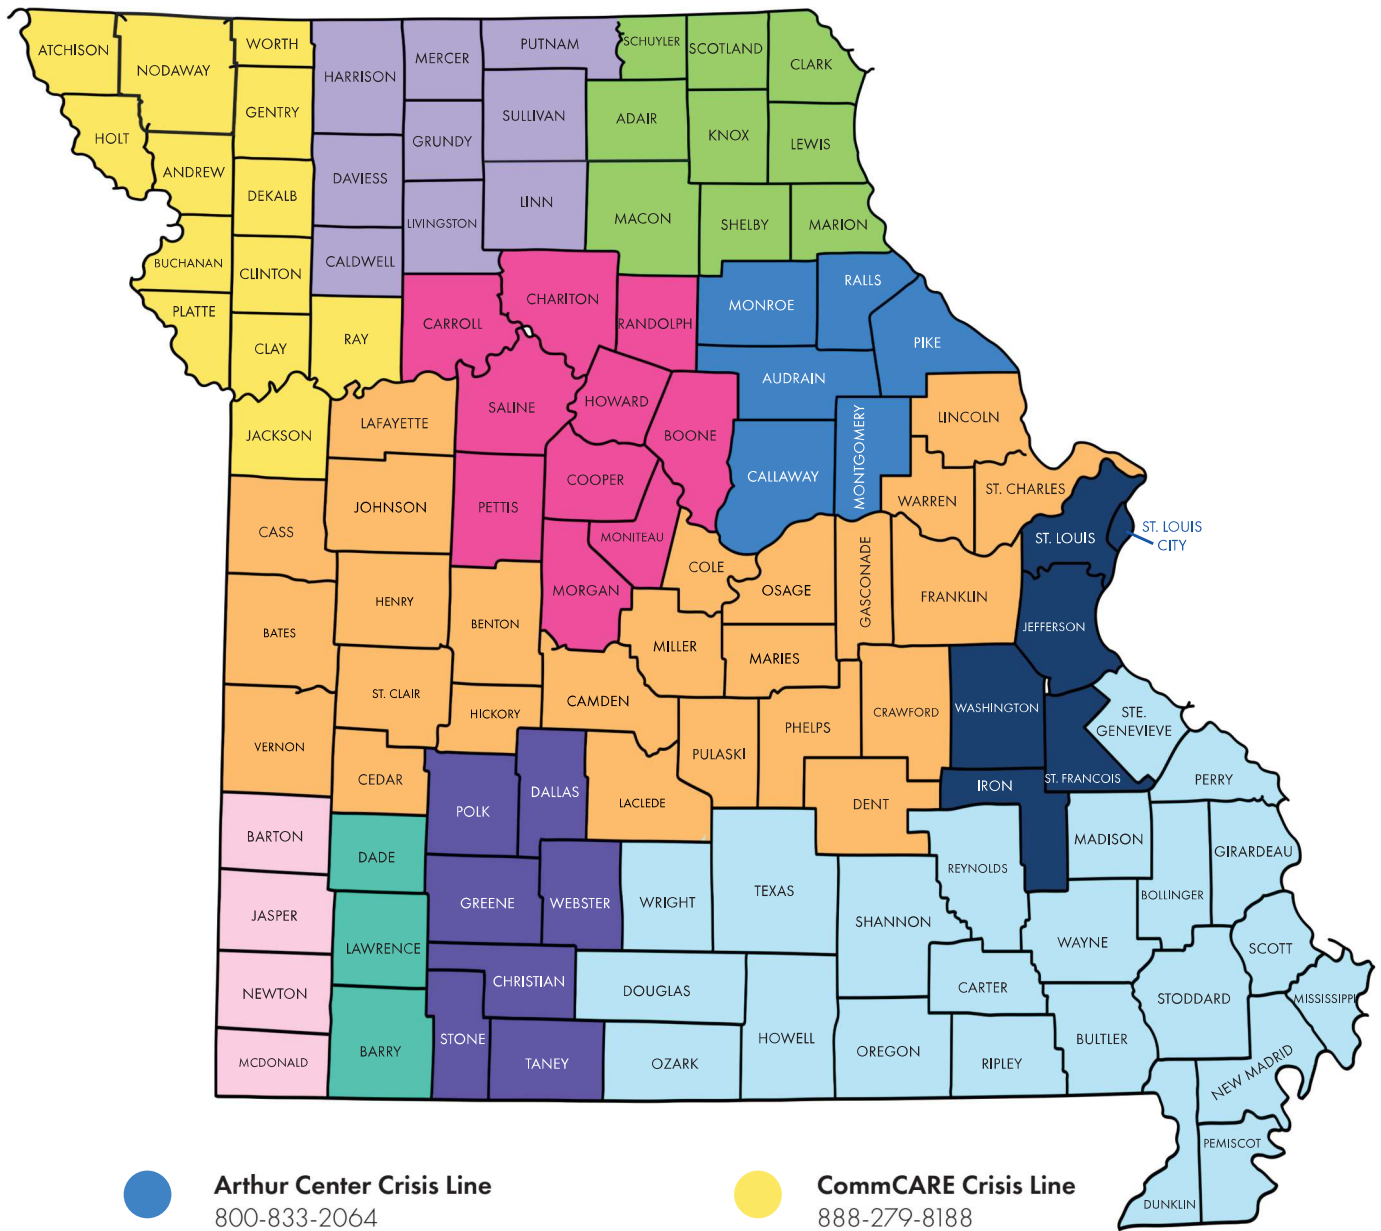 ATCHISON
NODAWAY
WORTH
HARRISON
MERCER
PUTNAM
SCHUYLER
SCOTLAND
CLARK
HOLT
GENTRY
GRUNDY
SULLIVAN
ADAIR
KNOX
LEWIS
ANDREW
DEKALB
DAVIESS
LIVINGSTON
LINN
MACON
SHELBY
MARION
BUCHANAN
CLINTON
CALDWELL
PLATTE
CLAY
RAY
CARROLL
CHARITON
RANDOLPH
MONROE
RALLS
PIKE
AUDRAIN
JACKSON
LAFAYETTE
SALINE
HOWARD
BOONE
CALLAWAY
MONTGOMERY
LINCOLN
CASS
JOHNSON
PETTIS
COOPER
MONITEAU
WARREN
ST. CHARLES
ST. LOUIS
ST. LOUIS
CITY
BATES
HENRY
BENTON
MORGAN
COLE
OSAGE
GASCONADE
FRANKLIN
JEFFERSON
MILLER
MARIES
ST. CLAIR
HICKORY
CAMDEN
PULASKI
PHELPS
CRAWFORD
WASHINGTON
STE.
GENEVIEVE
VERNON
CEDAR
POLK
DALLAS
LACLEDE
DENT
IRON
ST. FRANCOIS
PERRY
BARTON
DADE
GREENE
WEBSTER
WRIGHT
TEXAS
SHANNON
REYNOLDS
MADISON
BOLLINGER
GIRARDEAU
JASPER
LAWRENCE
CHRISTIAN
DOUGLAS
CARTER
WAYNE
STODDARD
SCOTT
MISSISSIPPI
NEWTON
MCDONALD
BARRY
STONE
TANEY
OZARK
HOWELL
OREGON
RIPLEY
BULTLER
NEW MADRID
PEMISCOT
DUNKLIN
Arthur Center Crisis Line
800-833-2064
CommCARE Crisis Line
888-279-8188